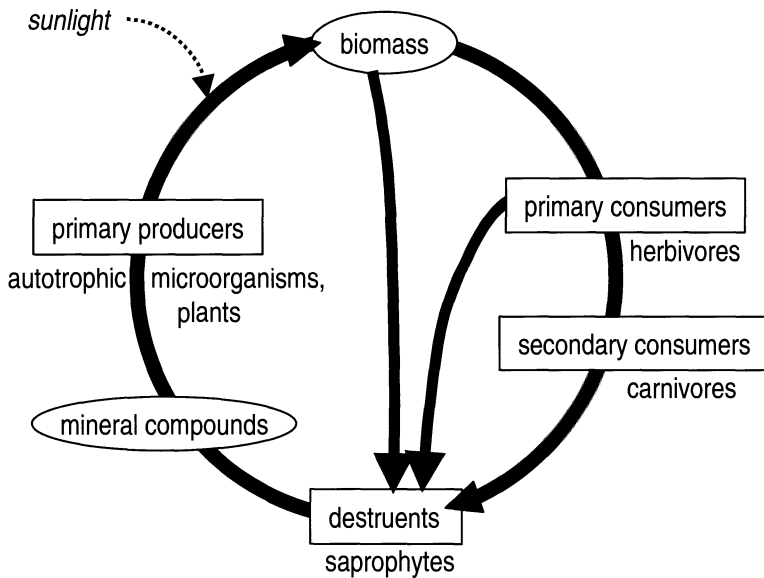 sunlight
biomass
primary producers
autotrophic microorganisms,
plants
primary consumers
herbivores
secondary consumers
carnivores
mineral compounds
destruents
saprophytes